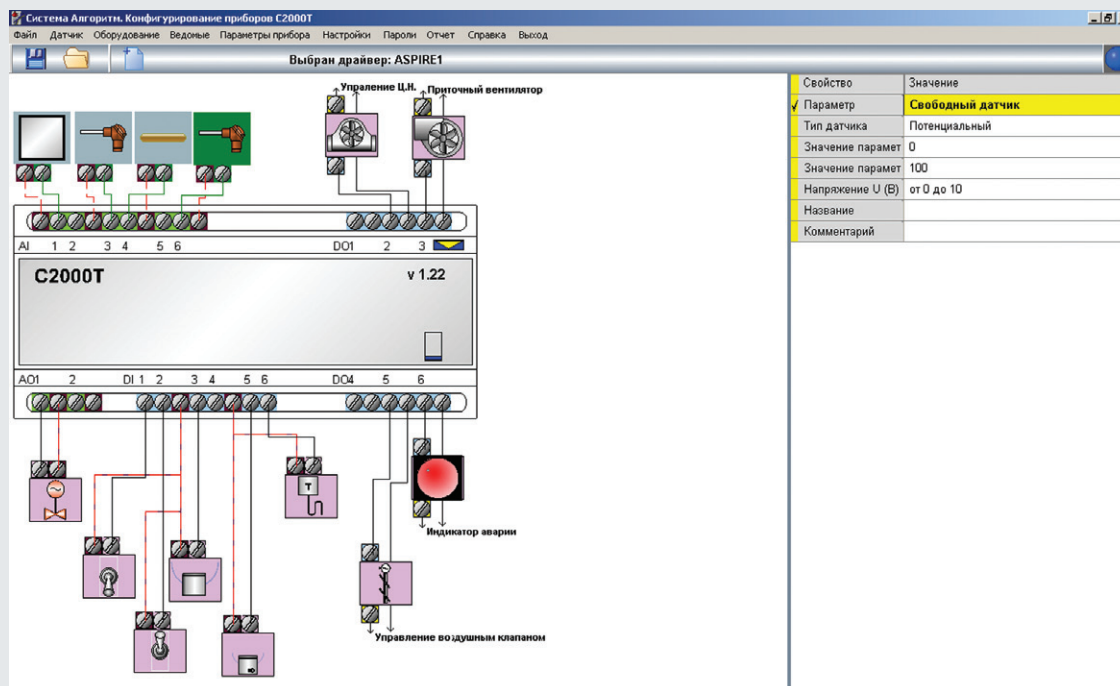 Система Алгоритм. Конфигурирование приборов С2000Т
Файл Датчик Оборудование Ведомые Параметры прибора Настройки Пароли Отчет Справка Выход
Выбран драйвер: ASPIRE1
Упраление Ц.Н.
Приточный вентилятор
AI 1 2 3 4 5 6 DO1 2 3
С2000Т v 1.22
AO1 2 DI 1 2 3 4 5 6 DO4 5 6
T
Индикатор аварии
Управление воздушным клапаном
Свойство Значение
Параметр Свободный датчик
Тип датчика Потенциальный
Значение парамет 0
Значение парамет 100
Напряжение U (В) от 0 до 10
Название
Комментарий